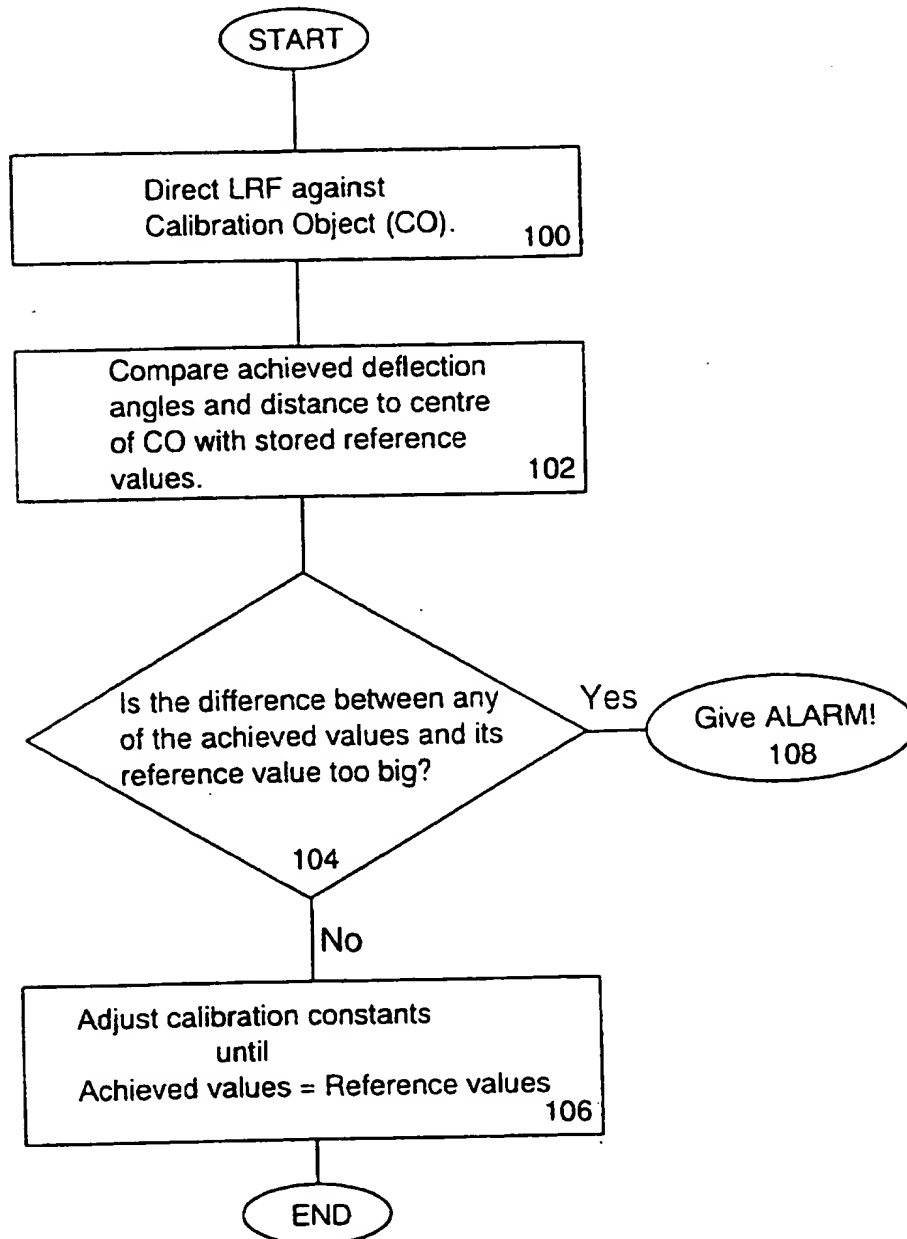 START
Direct LRF against
Calibration Object (CO).
100
Compare achieved deflection
angles and distance to centre
of CO with stored reference
values.
102
Is the difference between any
of the achieved values and its
reference value too big?
104
Yes
Give ALARM!
108
No
Adjust calibration constants
until
Achieved values = Reference values
106
END